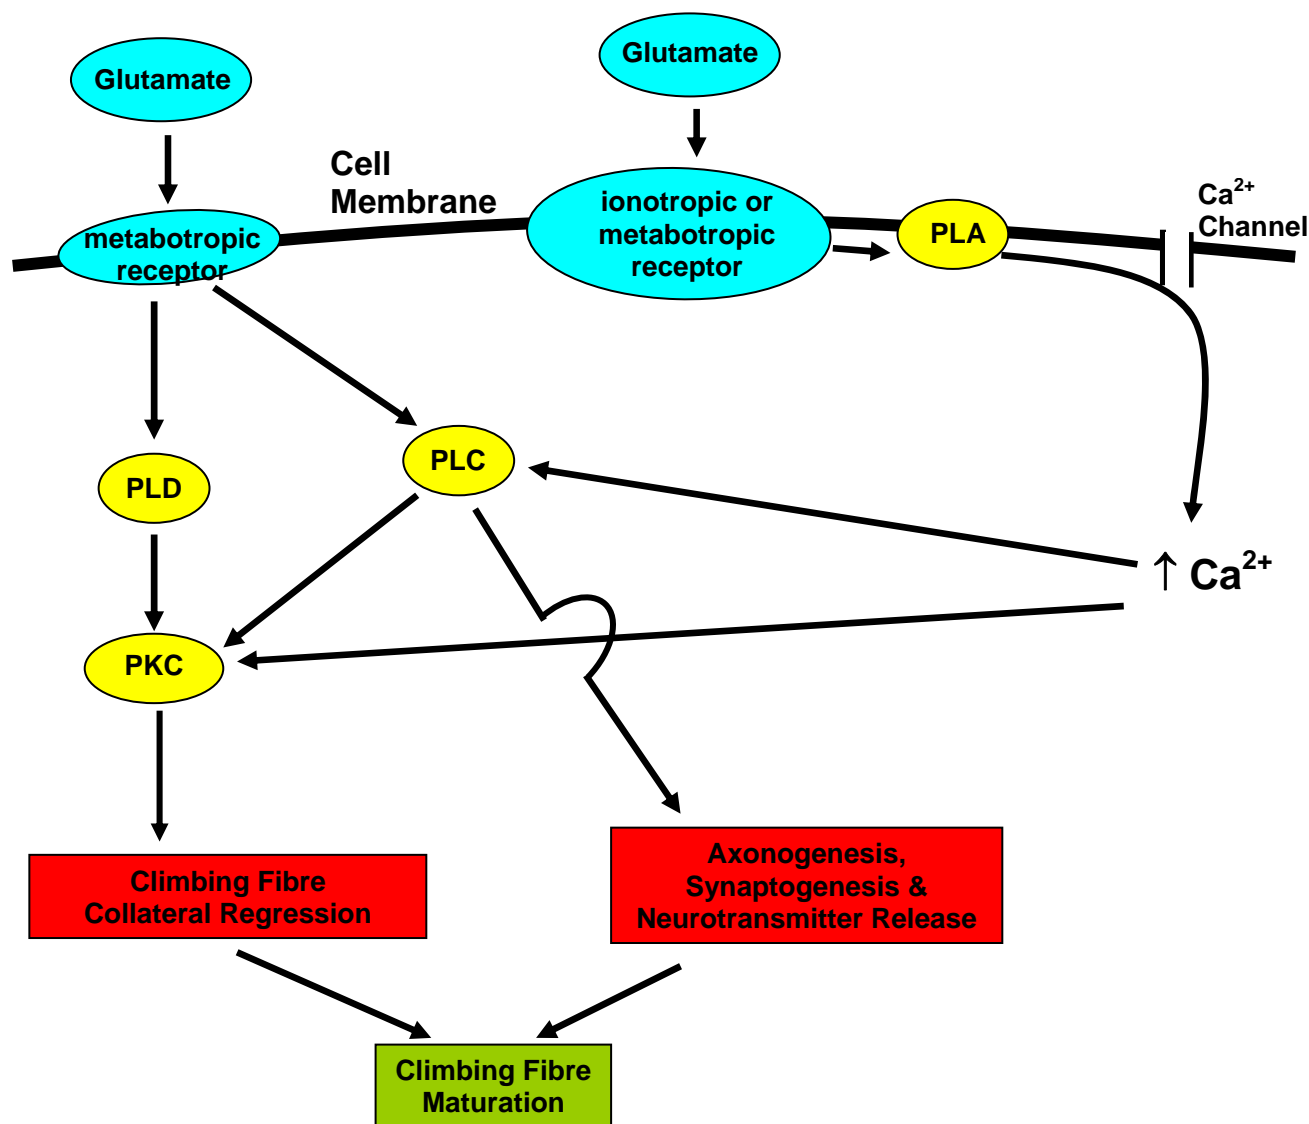 Glutamate
Glutamate
Cell
Membrane
Ca²⁺
Channel
metabotropic
receptor
ionotropic or
metabotropic
receptor
PLA
PLC
PLD
↑ Ca²⁺
PKC
Climbing Fibre
Collateral Regression
Axonogenesis,
Synaptogenesis &
Neurotransmitter Release
Climbing Fibre
Maturation